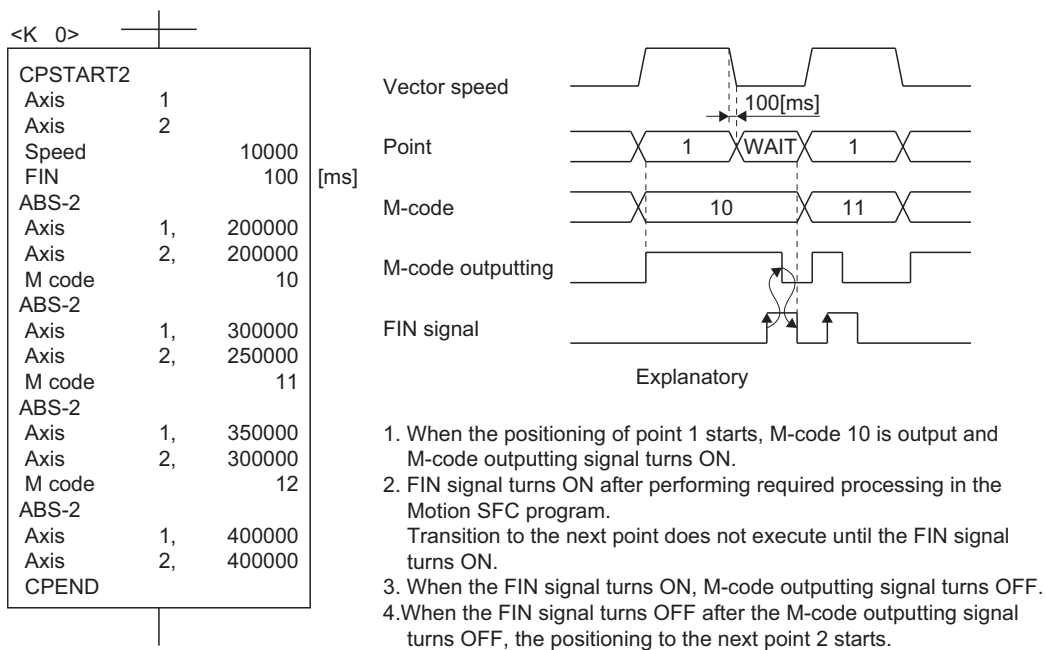 <K 0>
CPSTART2
Axis 1
Axis 2
Speed 10000
FIN 100 [ms]
ABS-2
Axis 1, 200000
Axis 2, 200000
M code 10
ABS-2
Axis 1, 300000
Axis 2, 250000
M code 11
ABS-2
Axis 1, 350000
Axis 2, 300000
M code 12
ABS-2
Axis 1, 400000
Axis 2, 400000
CPEND
Vector speed
100[ms]
Point 1 WAIT 1
M-code 10 11
M-code outputting
FIN signal
Explanatory
1. When the positioning of point 1 starts, M-code 10 is output and
M-code outputting signal turns ON.
2. FIN signal turns ON after performing required processing in the
Motion SFC program.
Transition to the next point does not execute until the FIN signal
turns ON.
3. When the FIN signal turns ON, M-code outputting signal turns OFF.
4.When the FIN signal turns OFF after the M-code outputting signal
turns OFF, the positioning to the next point 2 starts.